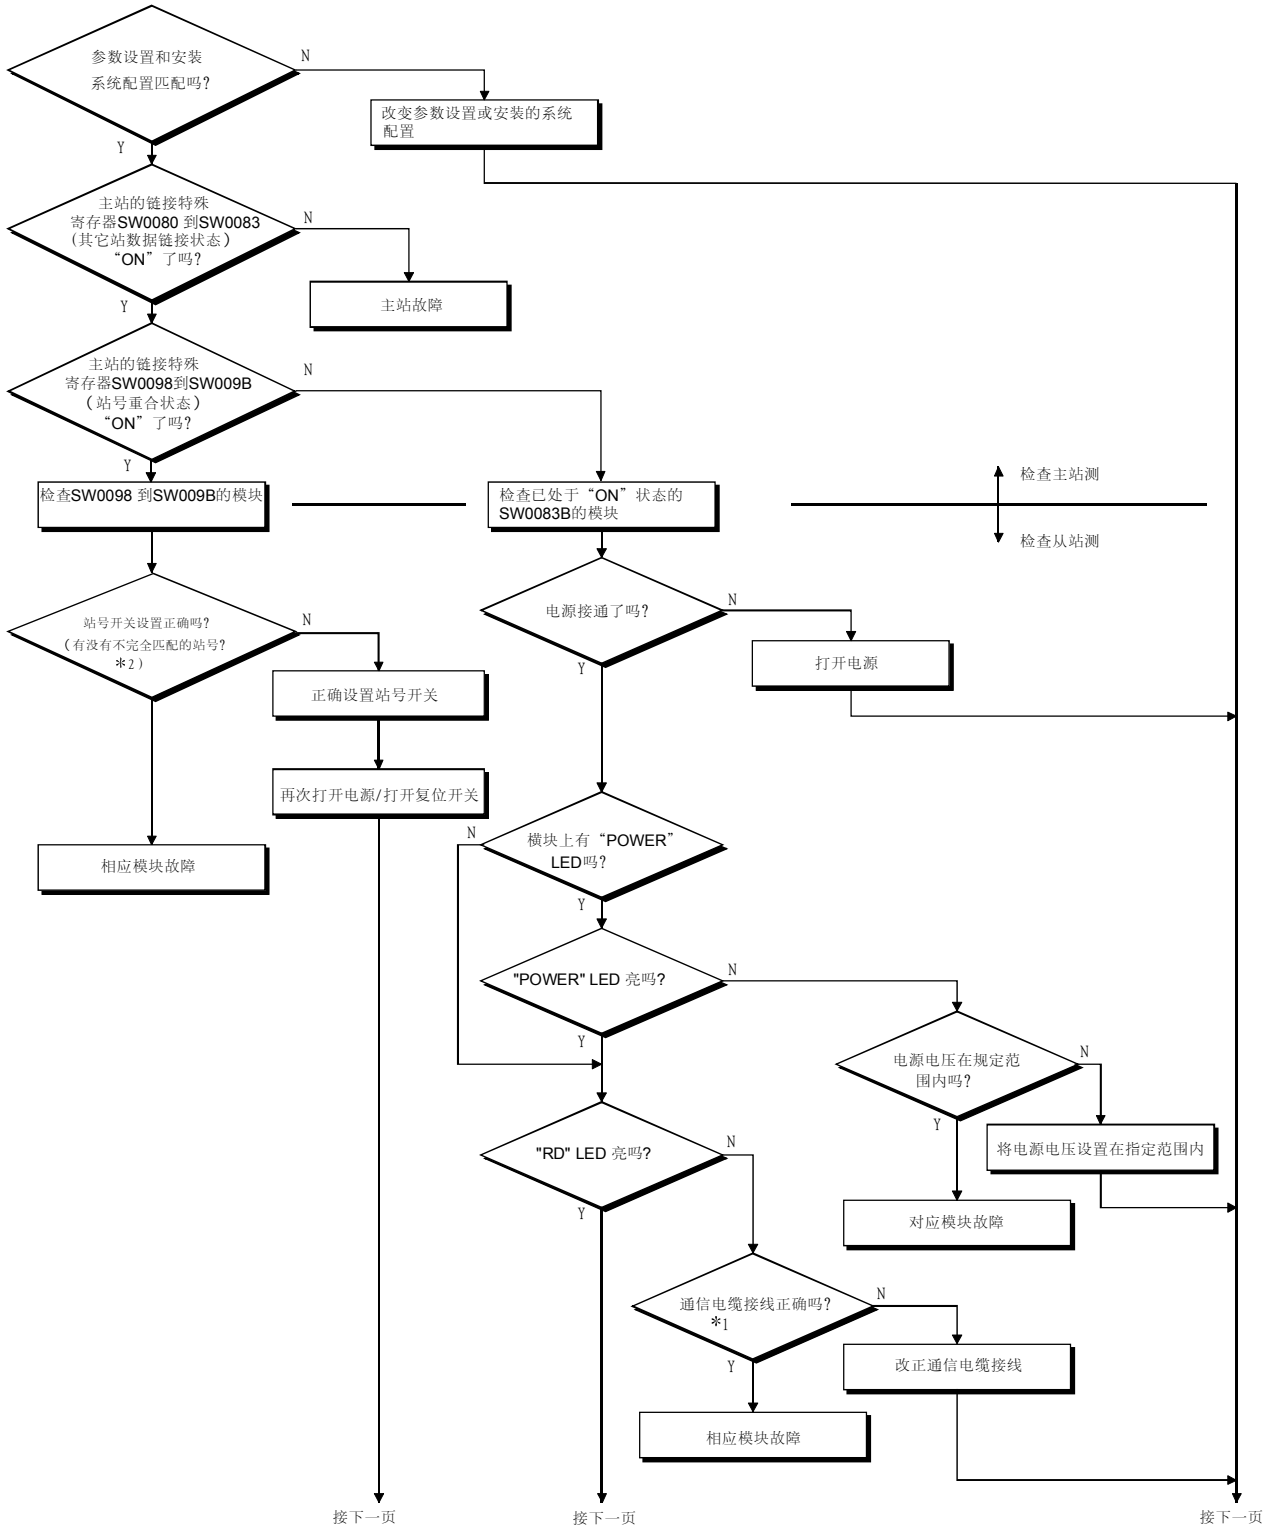 参数设置和安装
系统配置匹配吗?
N
改变参数设置或安装的系统
配置
Y
主站的链接特殊
寄存器SW0080 到SW0083
(其它站数据链接状态)
“ON”了吗?
N
主站故障
Y
主站的链接特殊
寄存器SW0098到SW009B
(站号重合状态)
“ON”了吗?
N
Y
检查SW0098 到SW009B的模块
检查已处于“ON”状态的
SW0083B的模块
检查主站测
检查从站测
站号开关设置正确吗?
(有没有不完全匹配的站号?
*2)
N
正确设置站号开关
再次打开电源/打开复位开关
相应模块故障
电源接通了吗?
N
打开电源
Y
横块上有“POWER”
LED吗?
N
Y
"POWER" LED 亮吗?
N
Y
电源电压在规定范
围内吗?
N
将电源电压设置在指定范围内
Y
对应模块故障
"RD" LED 亮吗?
N
Y
通信电缆接线正确吗?
*1
N
改正通信电缆接线
Y
相应模块故障
接下一页
接下一页
接下一页